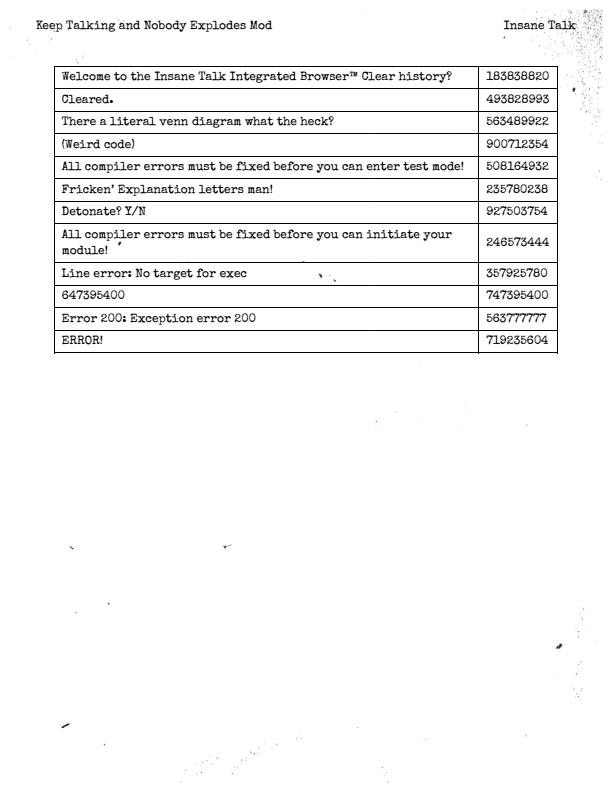 Keep Talking and Nobody Explodes Mod Insane Talk
Welcome to the Insane Talk Integrated Browser™ Clear history? 183838820
Cleared. 493828993
There a literal venn diagram what the heck? 563489922
(Weird code) 900712354
All compiler errors must be fixed before you can enter test mode! 508164932
Fricken' Explanation letters man! 235780238
Detonate? Y/N 927503754
All compiler errors must be fixed before you can initiate your
module! 246573444
Line error: No target for exec 357925780
647395400 747395400
Error 200: Exception error 200 563777777
ERROR! 719235604